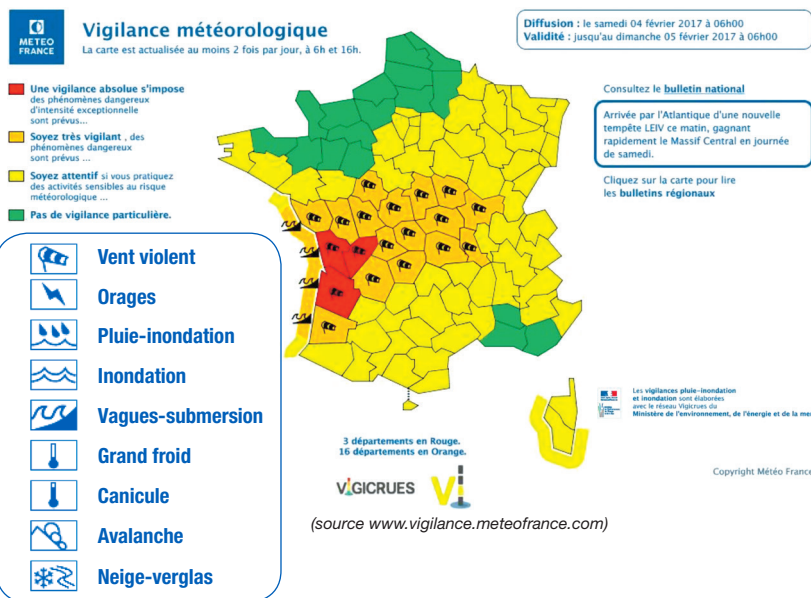 METEO
FRANCE
Vigilance météorologique
La carte est actualisée au moins 2 fois par jour, à 6h et 16h.
Diffusion : le samedi 04 février 2017 à 06h00
Validité : jusqu'au dimanche 05 février 2017 à 06h00
Une vigilance absolue s'impose
des phénomènes dangereux
d'intensité exceptionnelle
sont prévus...
Soyez très vigilant , des
phénomènes dangereux
sont prévus ...
Soyez attentif si vous pratiquez
des activités sensibles au risque
météorologique ...
Pas de vigilance particulière.
Consultez le bulletin national
Arrivée par l'Atlantique d'une nouvelle
tempête LEIV ce matin, gagnant
rapidement le Massif Central en journée
de samedi.
Cliquez sur la carte pour lire
les bulletins régionaux
Vent violent
Orages
Pluie-inondation
Inondation
Vagues-submersion
Grand froid
Canicule
Avalanche
Neige-verglas
Les vigilances pluie-inondation
et inondation sont élaborées
avec le réseau Vigicrues du
Ministère de l'environnement, de l'énergie et de la mer
3 départements en Rouge.
16 départements en Orange.
VIGICRUES
Vi
Copyright Météo France
(source www.vigilance.meteofrance.com)